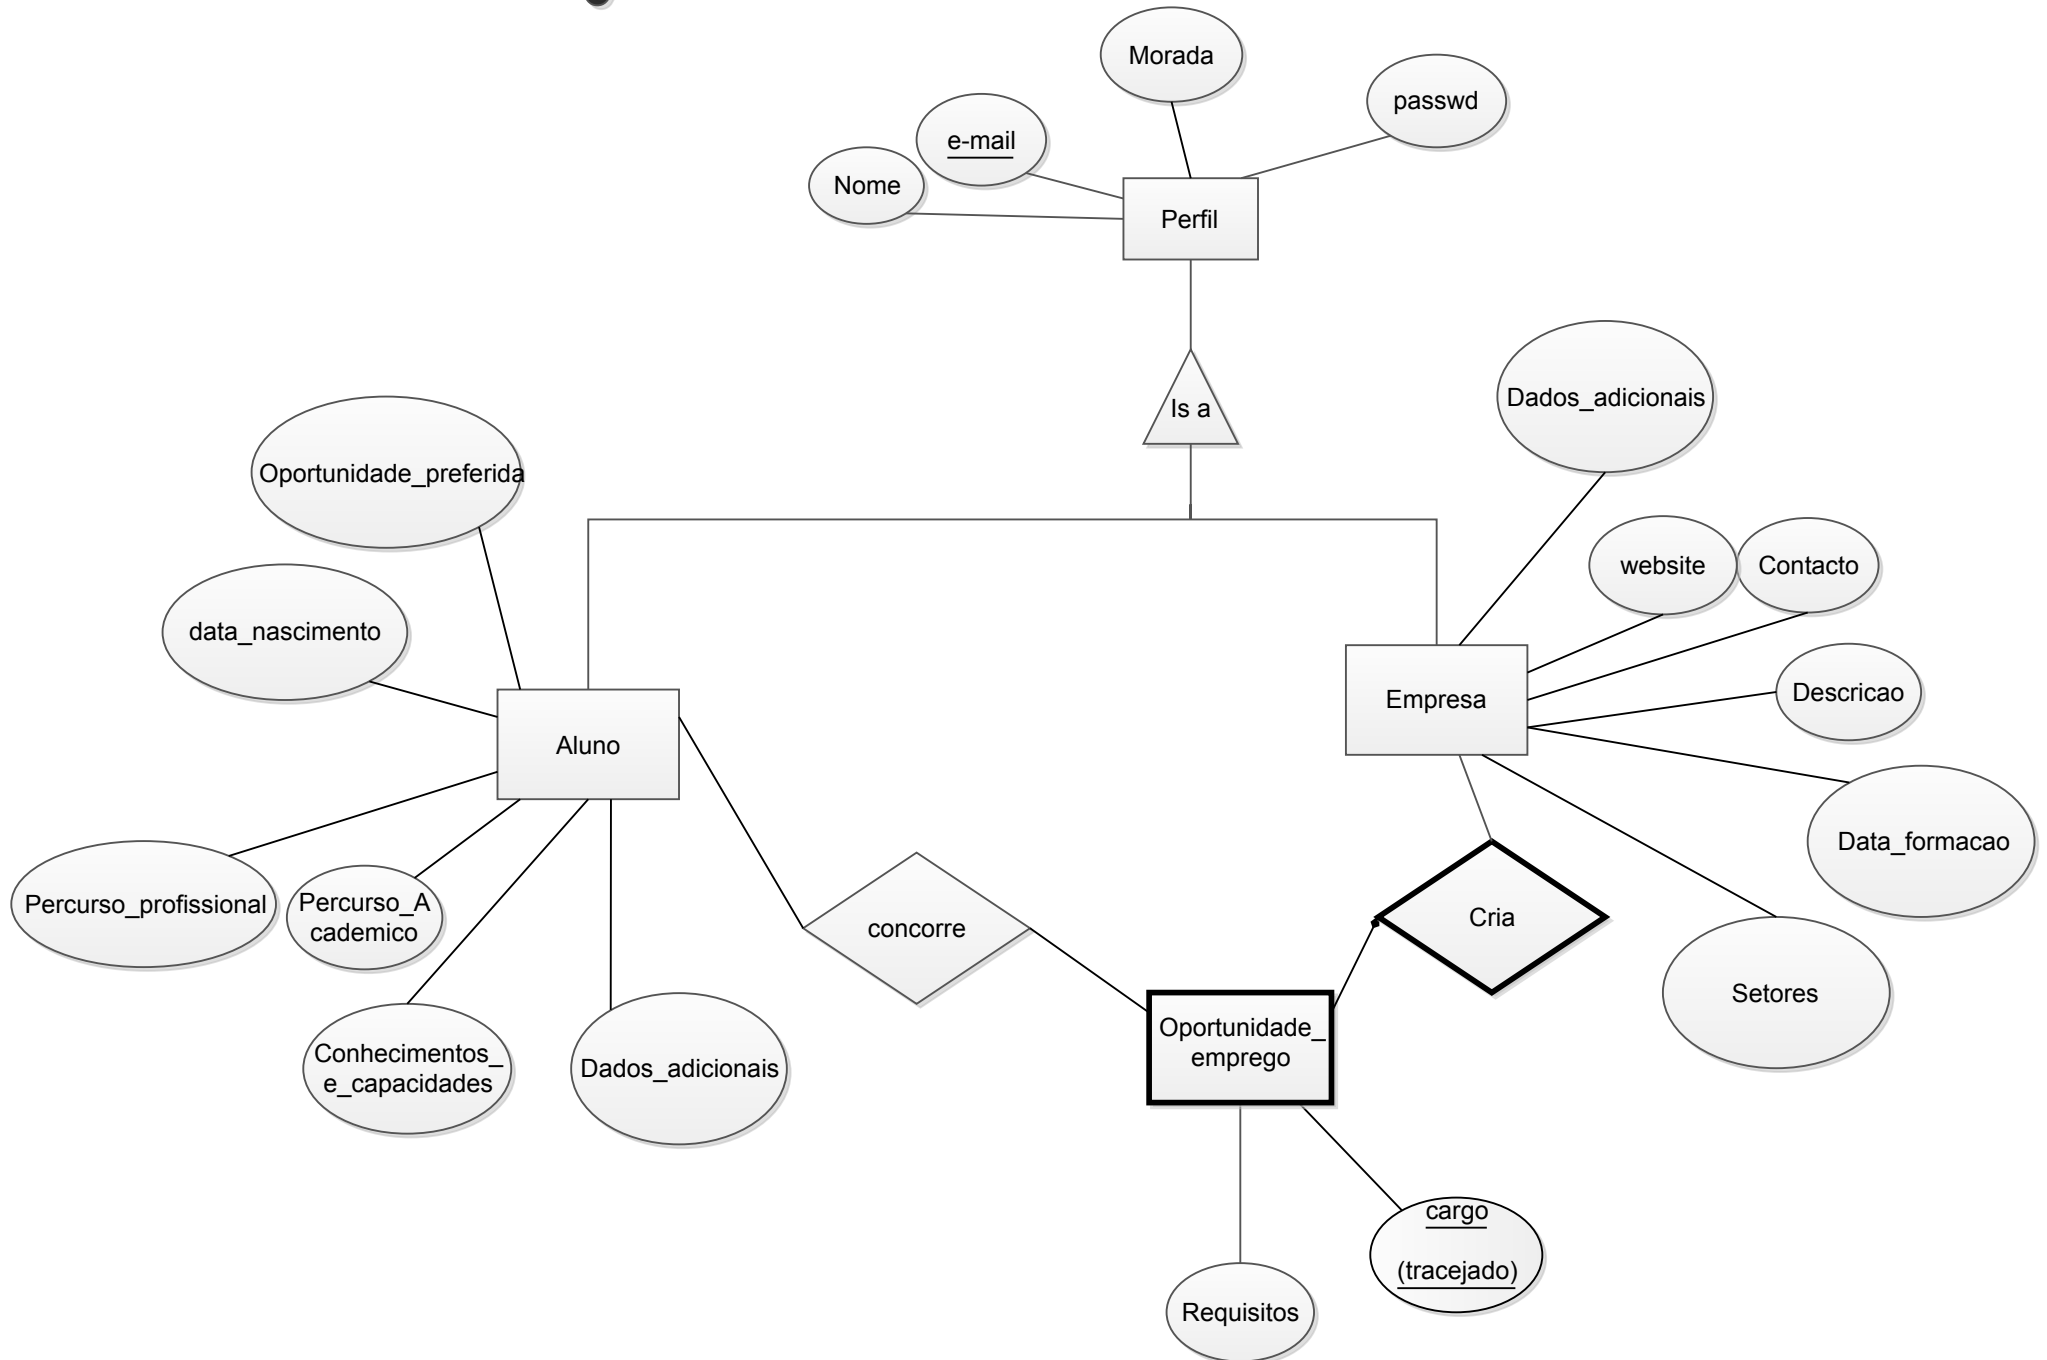 Morada
passwd
e-mail
Nome
Perfil
Is a
Dados_adicionais
Oportunidade_preferida
website
Contacto
data_nascimento
Descricao
Empresa
Aluno
Data_formacao
Percurso_profissional
Percurso_A
cademico
concorre
Cria
Setores
Oportunidade_
emprego
Conhecimentos_
e_capacidades
Dados_adicionais
cargo
(tracejado)
Requisitos